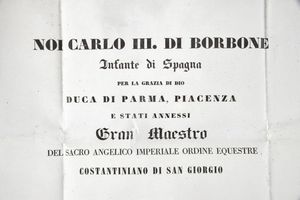 NOI CARLO III. DI BORBONE
Infante di Spagna
PER LA GRAZIA DI DIO
DUCA DI PARMA, PIACENZA
E STATI ANNESSI
Gran Maestro
DEL SACRO ANGELICO IMPERIALE ORDINE EQUESTRE
COSTANTINIANO DI SAN GIORGIO